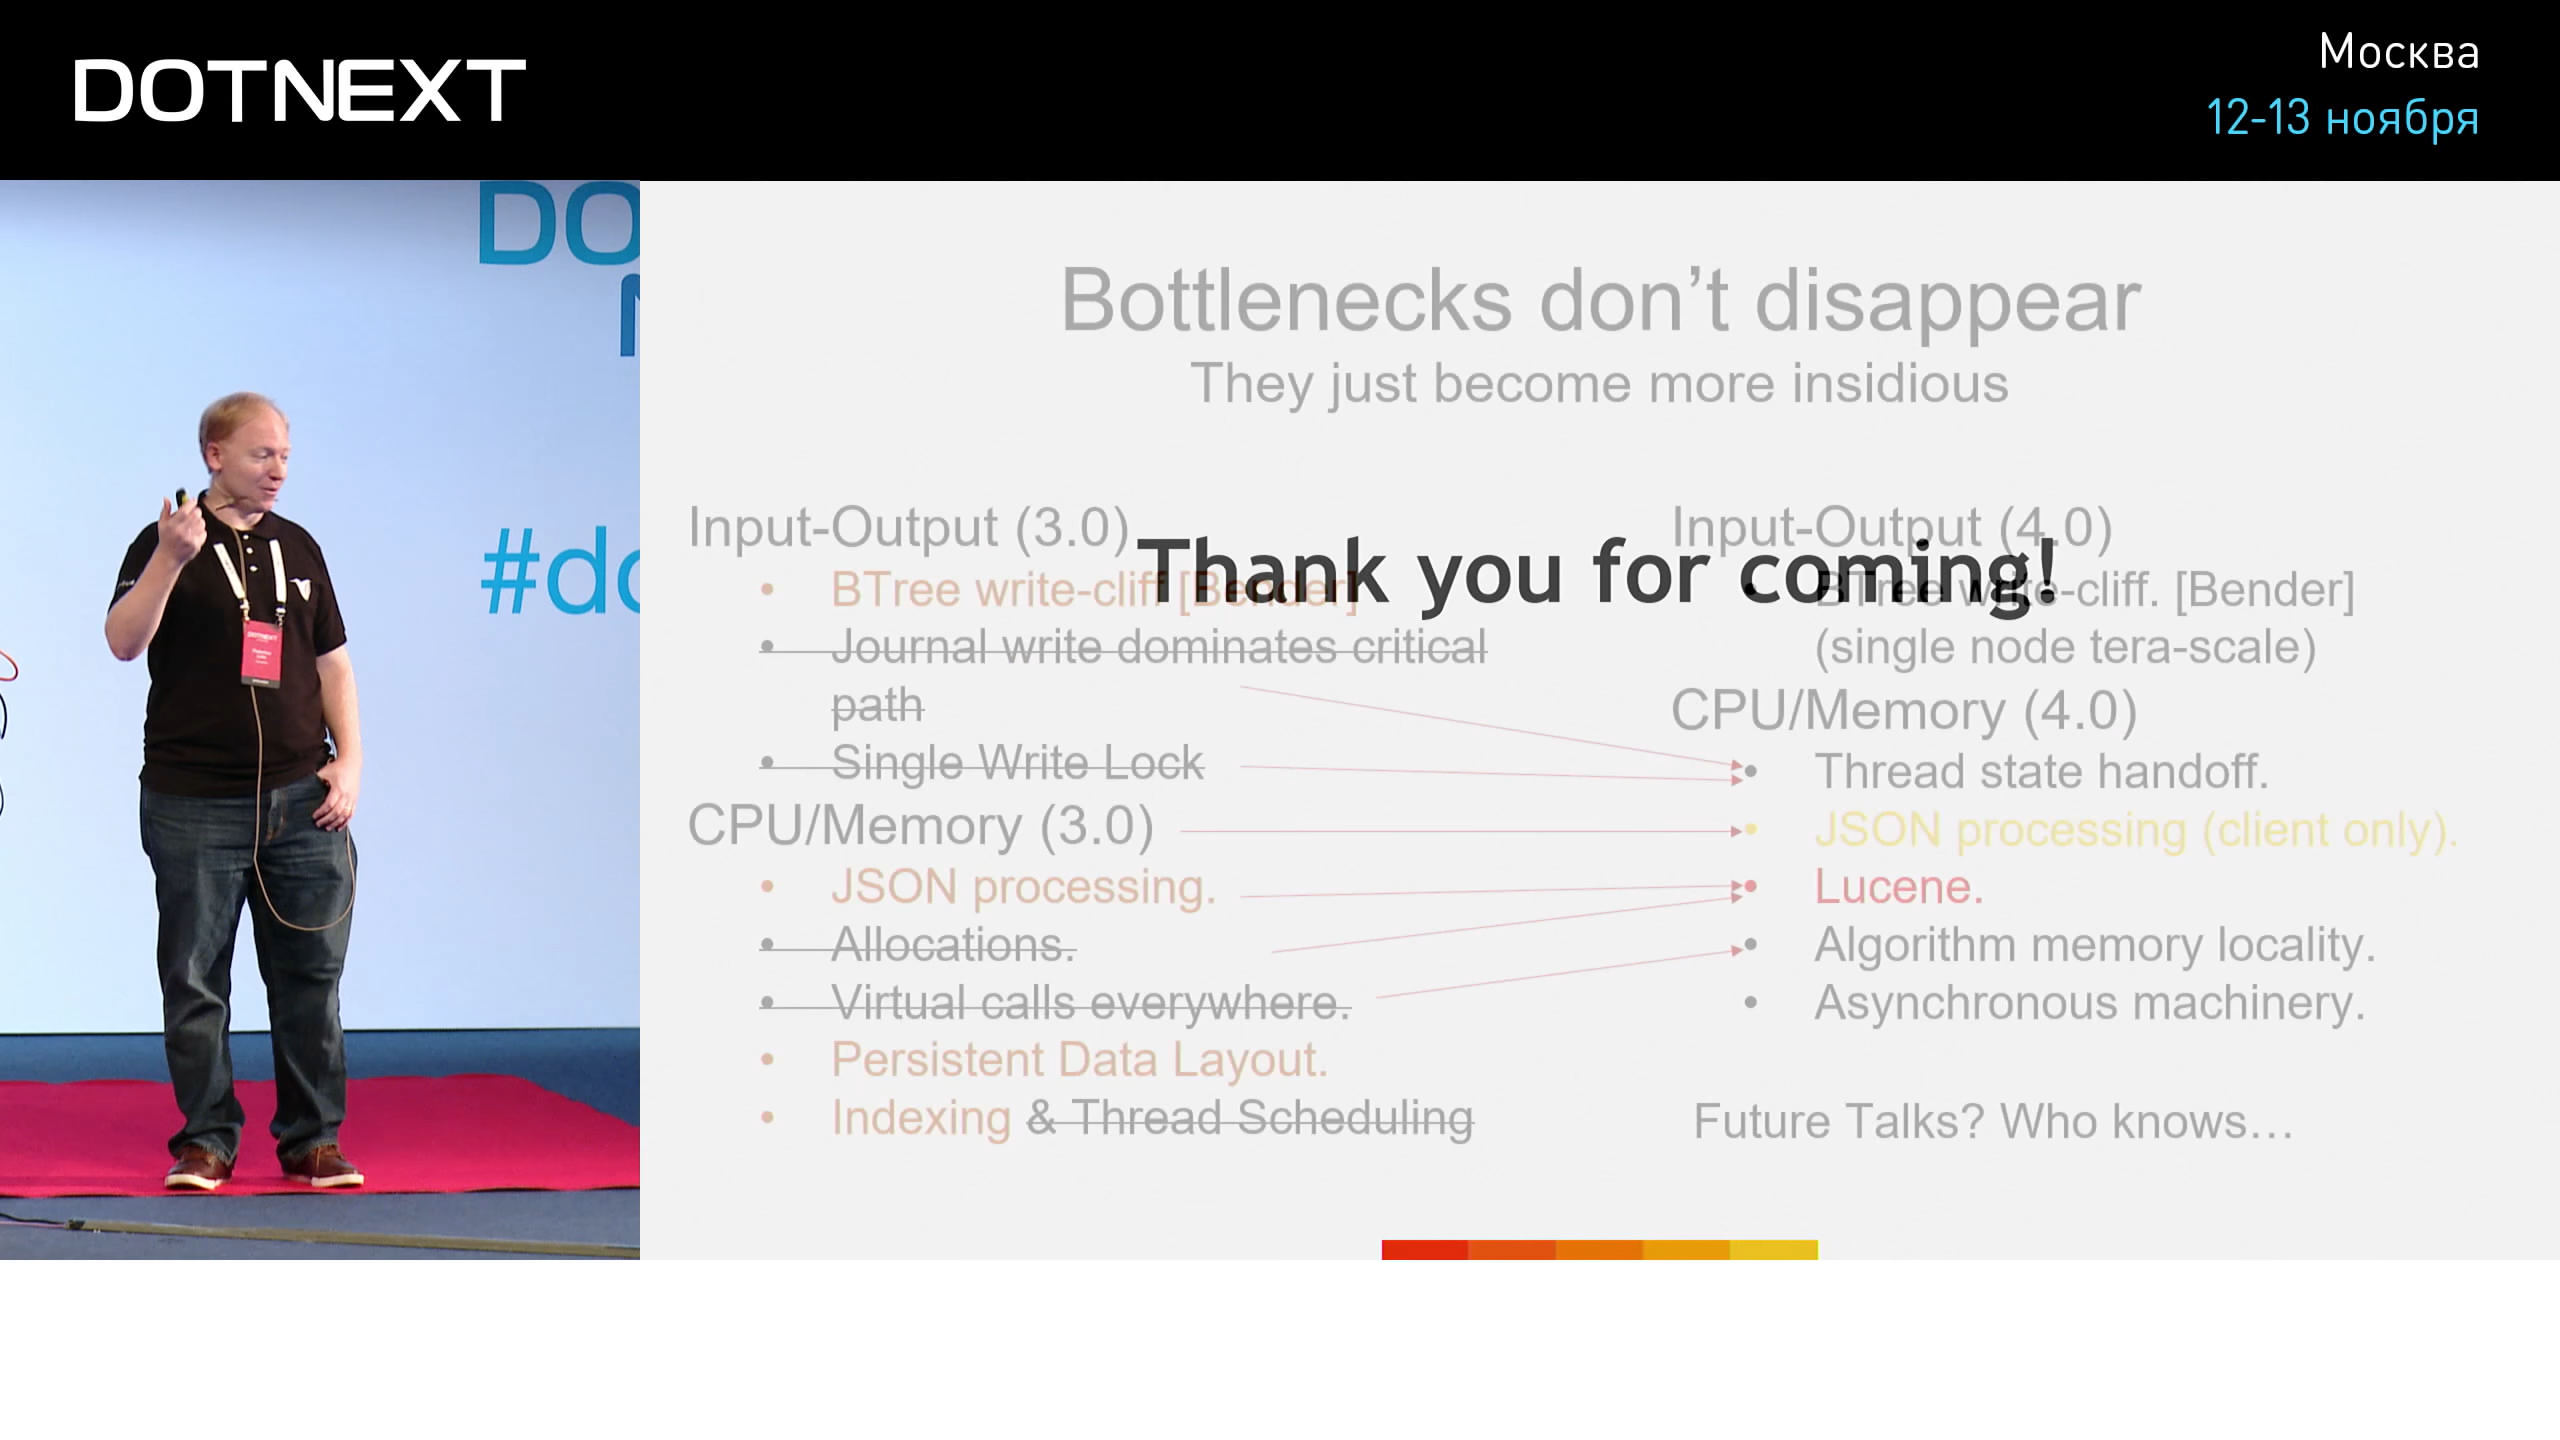 DOTNEXT
Москва
12-13 ноября
DO
N
#do
DOTNEXT
Bottlenecks don't disappear
They just become more insidious
Thank you for coming!
Input-Output (3.0)
• BTree write-cliff [Bender]
• Journal write dominates critical
path
• Single Write Lock
CPU/Memory (3.0)
• JSON processing.
• Allocations.
• Virtual calls everywhere.
• Persistent Data Layout.
• Indexing & Thread Scheduling
Input-Output (4.0)
• BTree write-cliff. [Bender]
(single node tera-scale)
CPU/Memory (4.0)
• Thread state handoff.
• JSON processing (client only).
• Lucene.
• Algorithm memory locality.
• Asynchronous machinery.
Future Talks? Who knows…